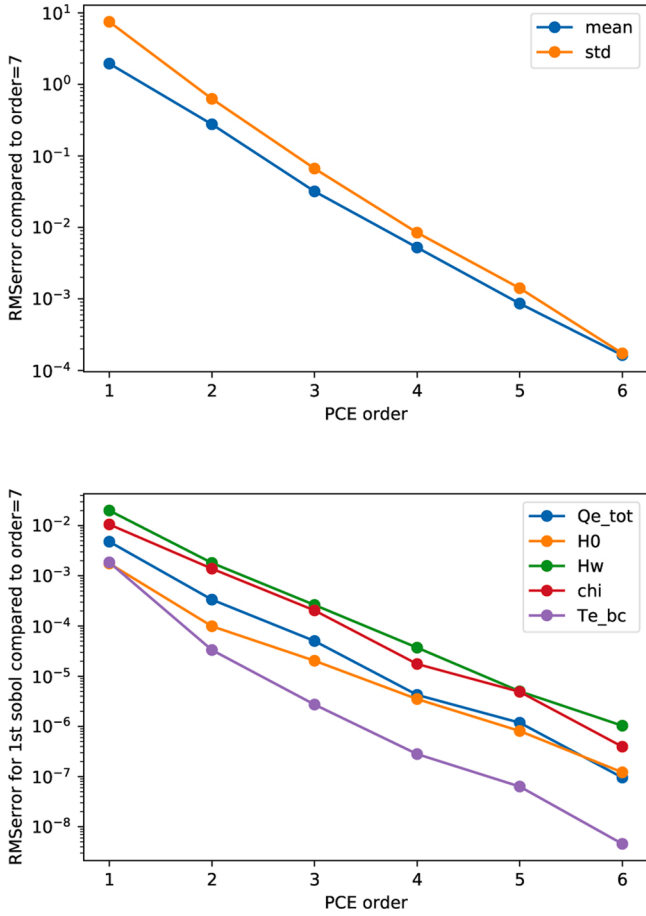 10^1
10^0
10^-1
10^-2
10^-3
10^-4
RMSerror compared to order=7
mean
std
1 2 3 4 5 6
PCE order
10^-2
10^-3
10^-4
10^-5
10^-6
10^-7
10^-8
RMSerror for 1st sobol compared to order=7
Qe_tot
H0
Hw
chi
Te_bc
1 2 3 4 5 6
PCE order